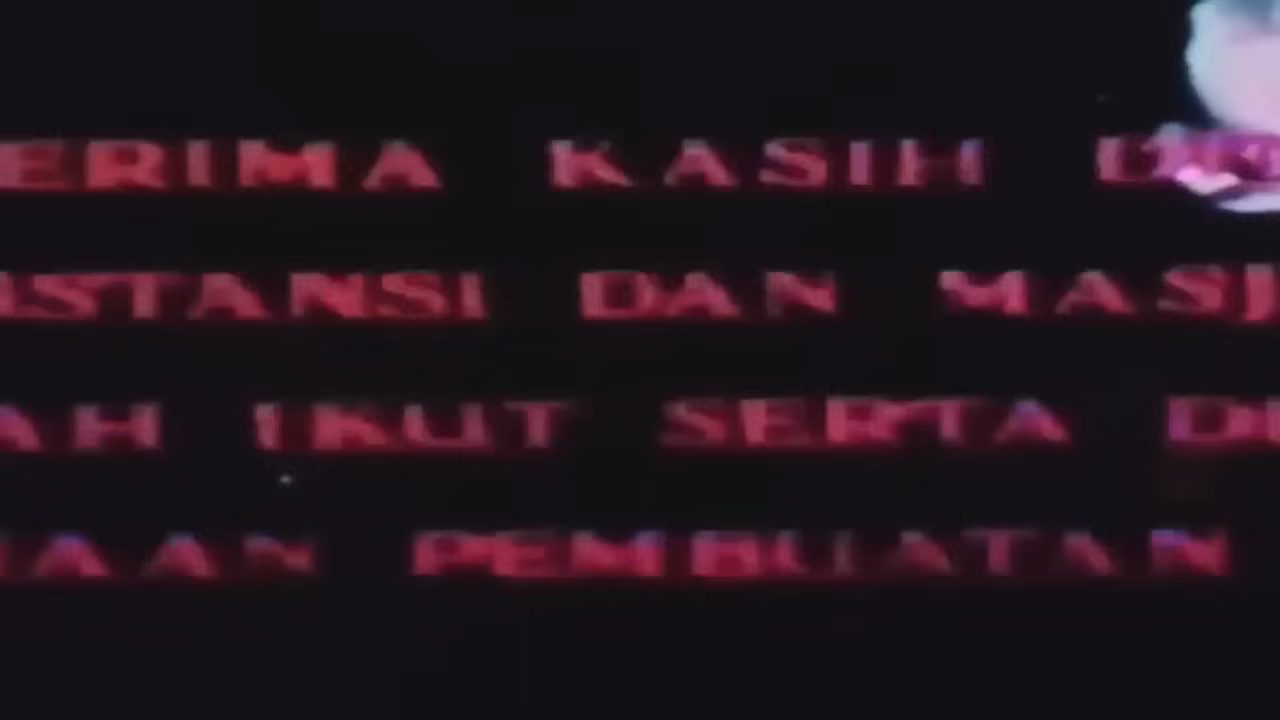 ERIMA KASIH
STANSI DAN MASJ
AH IKUT SERTA D
AAN PEMBUATAN